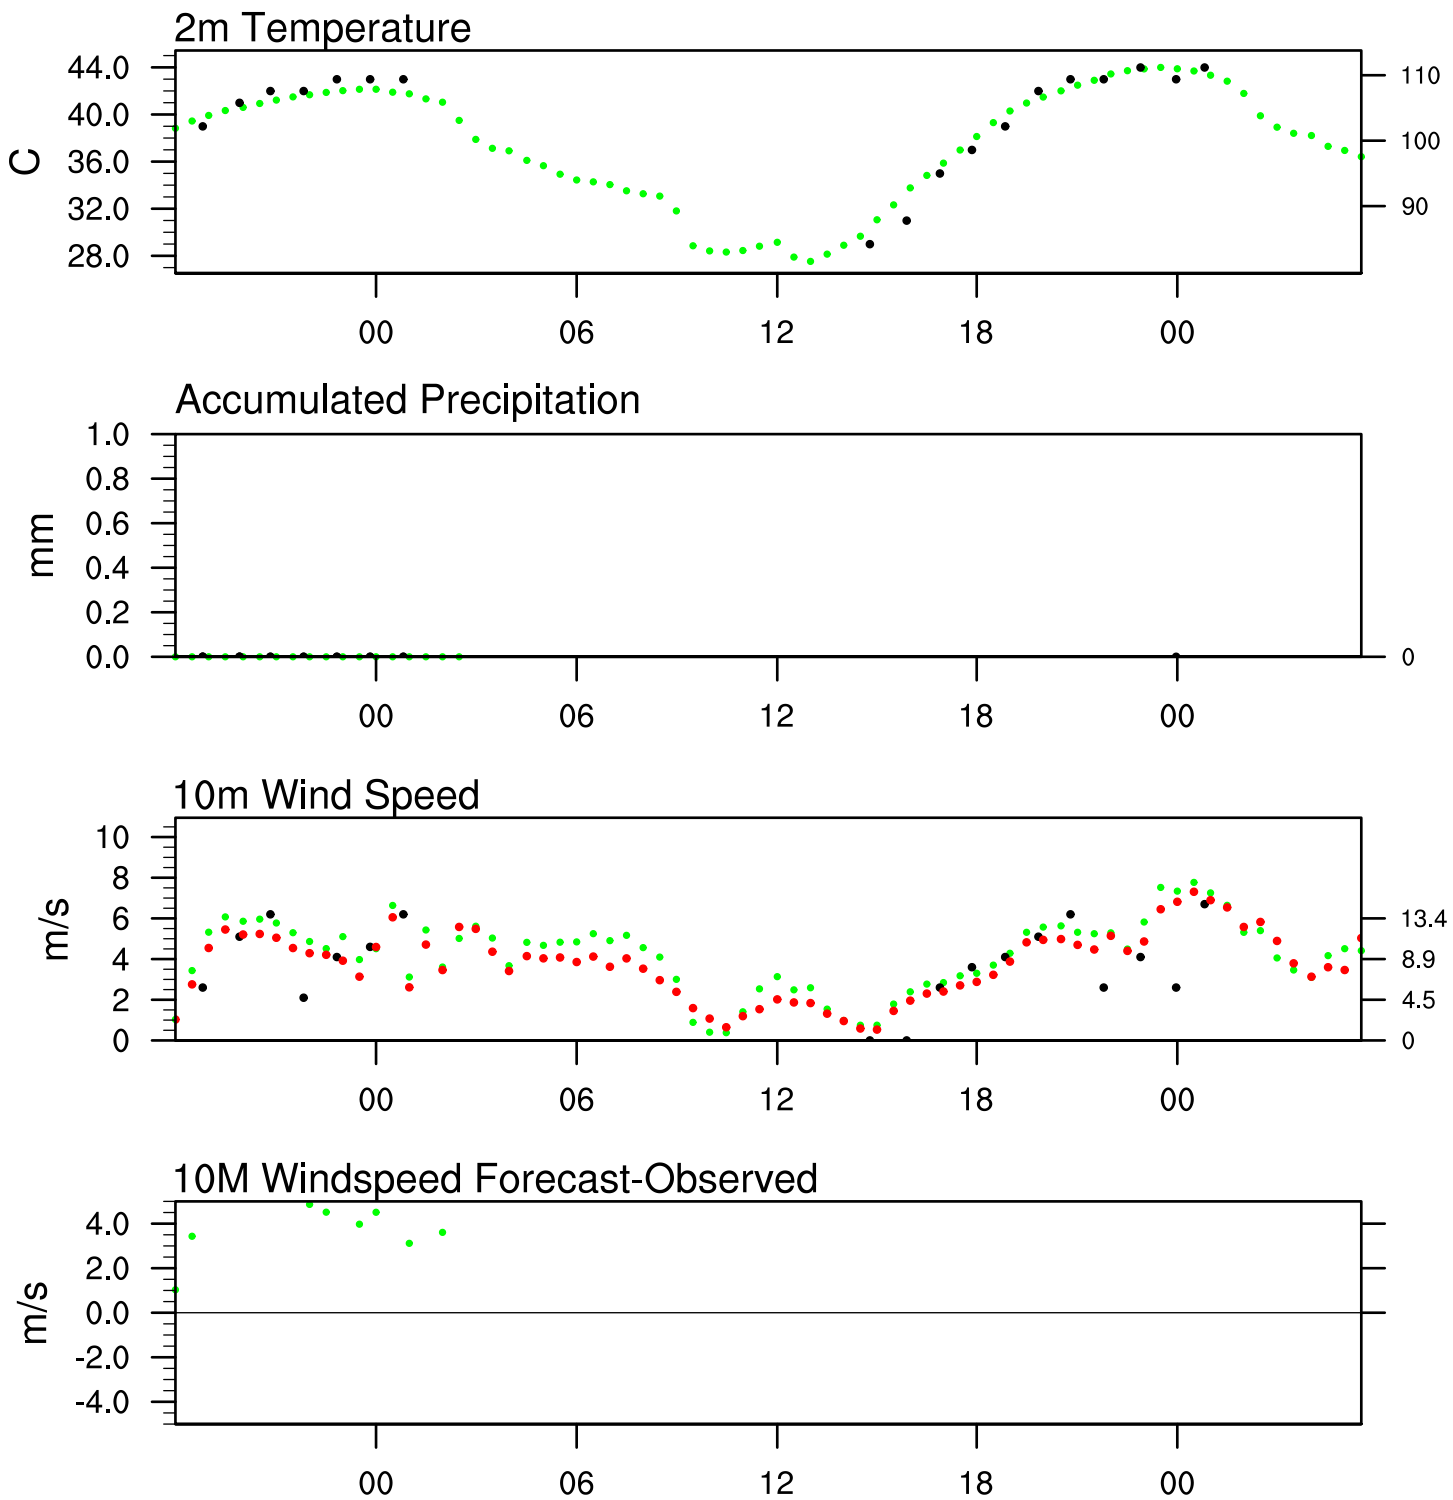 2m Temperature
44.0
40.0
36.0
32.0
28.0
C
110
100
90
00 06 12 18 00
Accumulated Precipitation
1.0
0.8
0.6
0.4
0.2
0.0
mm
0
00 06 12 18 00
10m Wind Speed
10
8
6
4
2
0
m/s
13.4
8.9
4.5
0
00 06 12 18 00
10M Windspeed Forecast-Observed
4.0
2.0
0.0
-2.0
-4.0
m/s
00 06 12 18 00